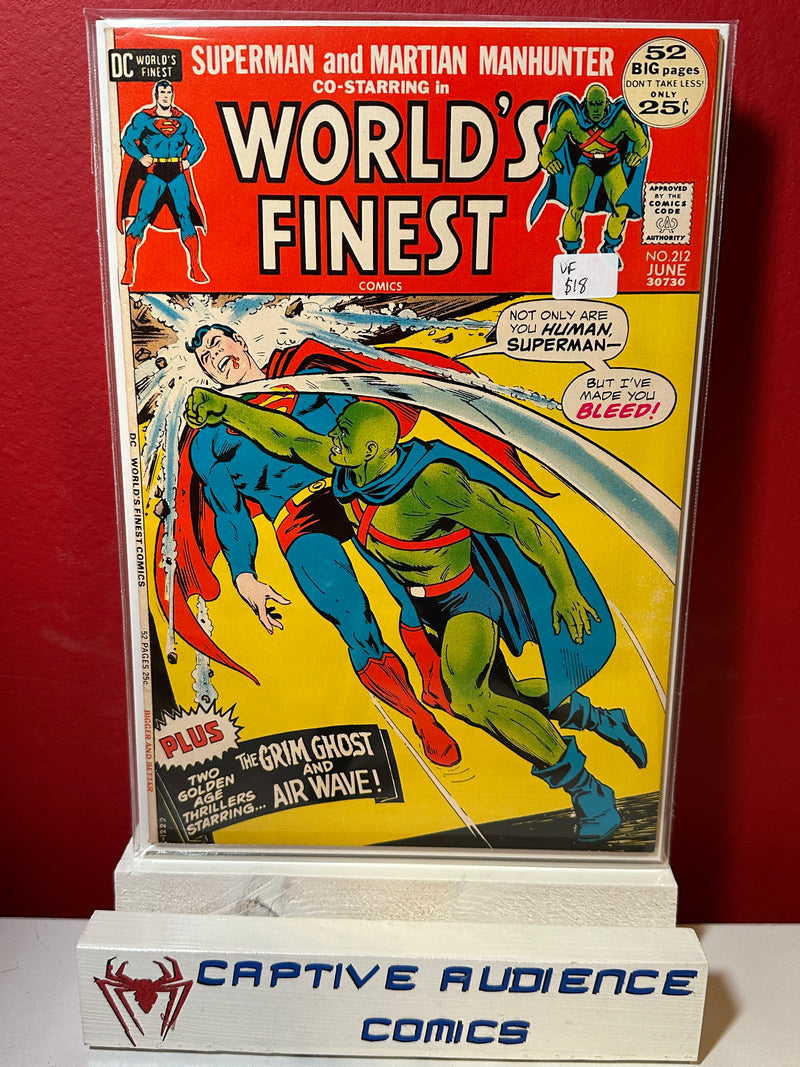 DC WORLD'S FINEST
SUPERMAN and MARTIAN MANHUNTER
CO-STARRING in
WORLD'S
FINEST
COMICS
52
BIG pages
DON'T TAKE LESS!
ONLY
25¢
APPROVED
BY THE
COMICS
CODE
AUTHORITY
NO.212
JUNE
30730
VF
$18
NOT ONLY ARE
YOU HUMAN,
SUPERMAN—
BUT I'VE
MADE YOU
BLEED!
DC WORLD'S FINEST COMICS
52 PAGES 25c
BIGGER AND BETTER
PLUS
TWO
GOLDEN
AGE
THRILLERS
STARRING...
THE GRIM GHOST
AND
AIR WAVE!
CAPTIVE AUDIENCE
COMICS